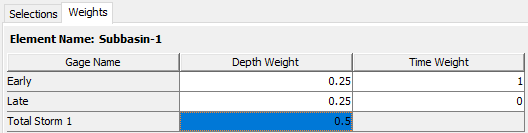 Selections Weights
Element Name: Subbasin-1
Gage Name Depth Weight Time Weight
Early 0.25 1
Late 0.25 0
Total Storm 1 0.5